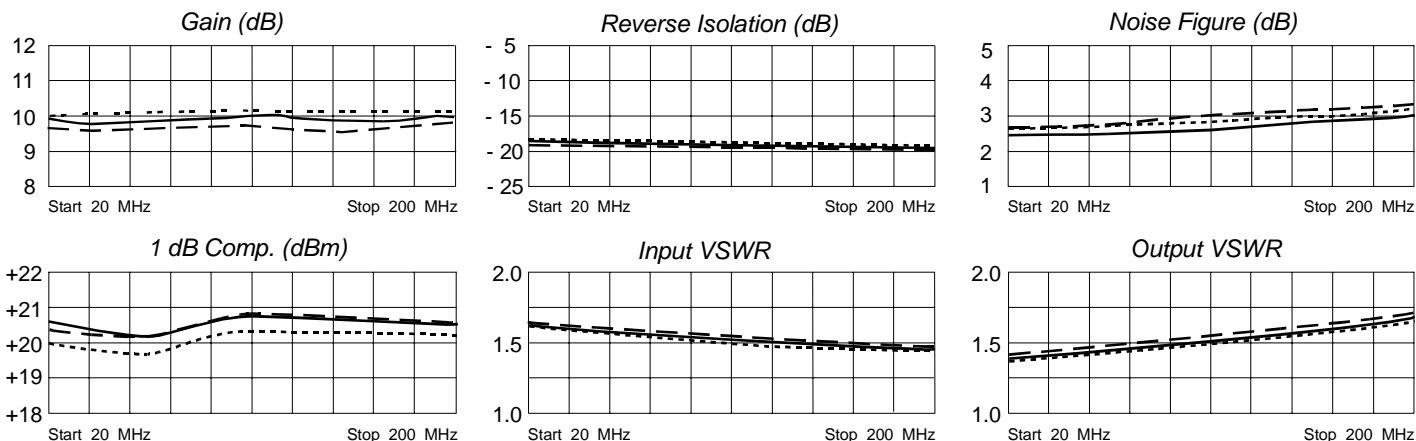 Gain (dB)
12
11
10
9
8
Start 20 MHz
Stop 200 MHz
Reverse Isolation (dB)
- 5
- 10
- 15
- 20
- 25
Start 20 MHz
Stop 200 MHz
Noise Figure (dB)
5
4
3
2
1
Start 20 MHz
Stop 200 MHz
1 dB Comp. (dBm)
+22
+21
+20
+19
+18
Start 20 MHz
Stop 200 MHz
Input VSWR
2.0
1.5
1.0
Start 20 MHz
Stop 200 MHz
Output VSWR
2.0
1.5
1.0
Start 20 MHz
Stop 200 MHz